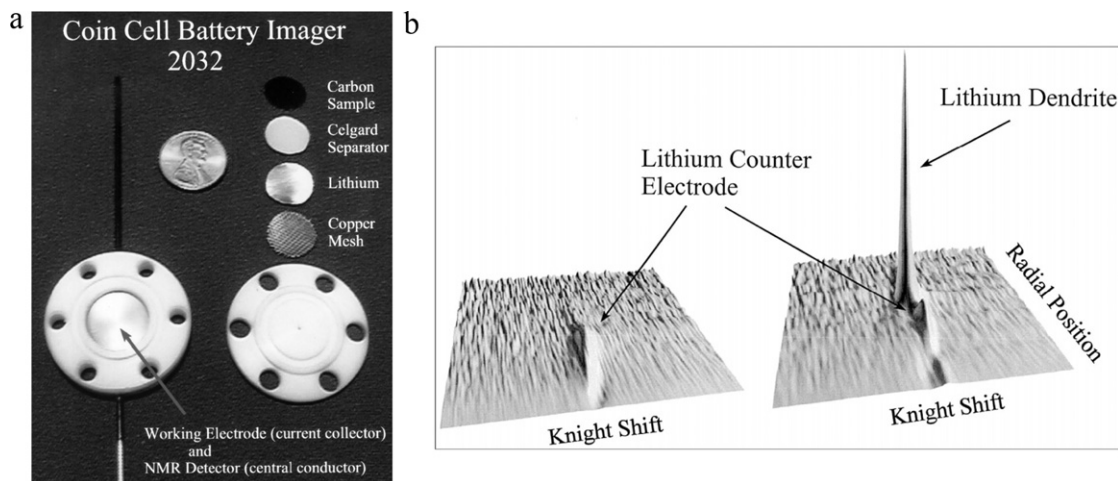 a
Coin Cell Battery Imager
2032
Carbon
Sample
Celgard
Separator
Lithium
Copper
Mesh
Working Electrode (current collector)
and
NMR Detector (central conductor)
b
Lithium Dendrite
Lithium Counter
Electrode
Radial Position
Knight Shift
Knight Shift